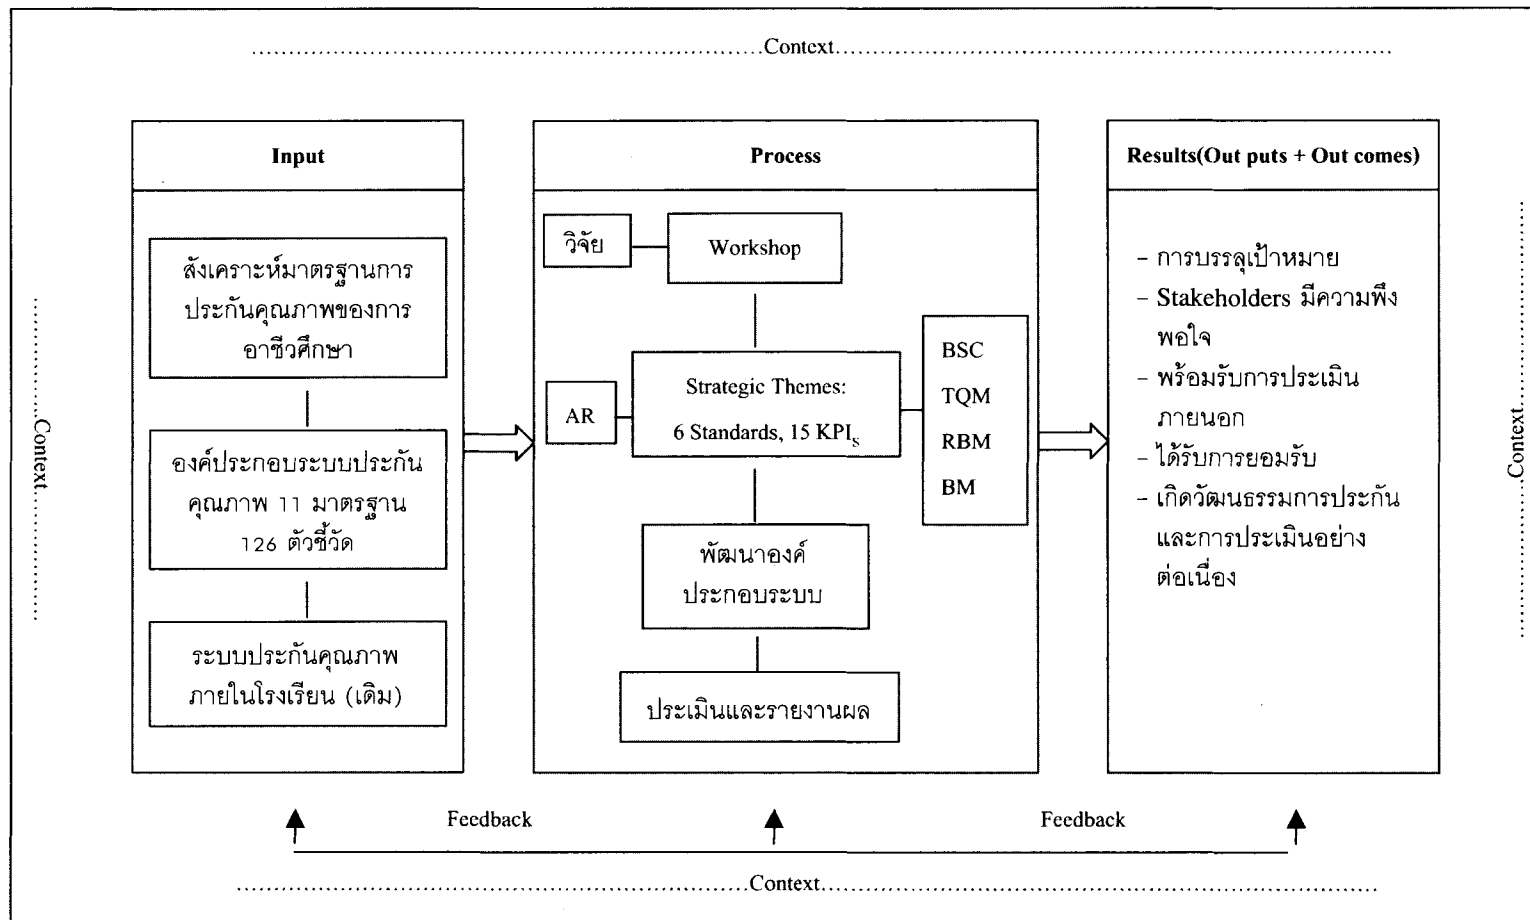 Context
Input
สังเคราะห์มาตรฐานการ
ประกันคุณภาพของการ
อาชีวศึกษา
องค์ประกอบระบบประกัน
คุณภาพ 11 มาตรฐาน
126 ตัวชี้วัด
ระบบประกันคุณภาพ
ภายในโรงเรียน (เดิม)
Process
วิจัย
Workshop
AR
Strategic Themes:
6 Standards, 15 KPIs
BSC
TQM
RBM
BM
พัฒนาองค์
ประกอบระบบ
ประเมินและรายงานผล
Results(Out puts + Out comes)
– การบรรลุเป้าหมาย
– Stakeholders มีความพึง
พอใจ
– พร้อมรับการประเมิน
ภายนอก
– ได้รับการยอมรับ
– เกิดวัฒนธรรมการประกัน
และการประเมินอย่าง
ต่อเนื่อง
Context
Context
Feedback
Feedback
Context